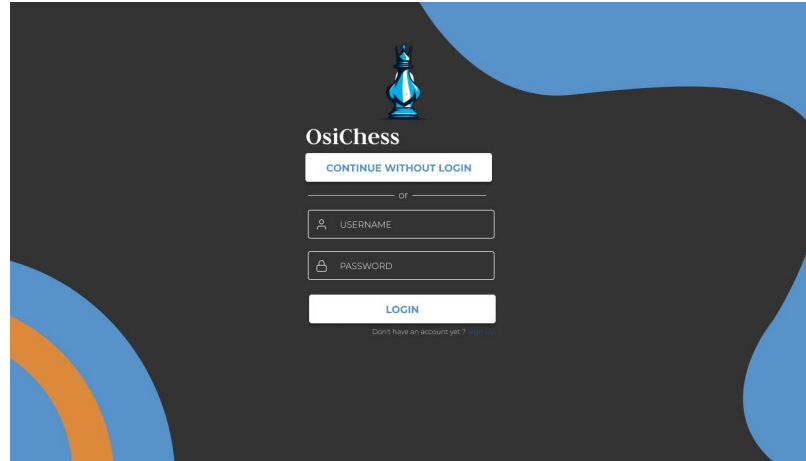 OsiChess
CONTINUE WITHOUT LOGIN
or
USERNAME
PASSWORD
LOGIN
Don't have an account yet ?